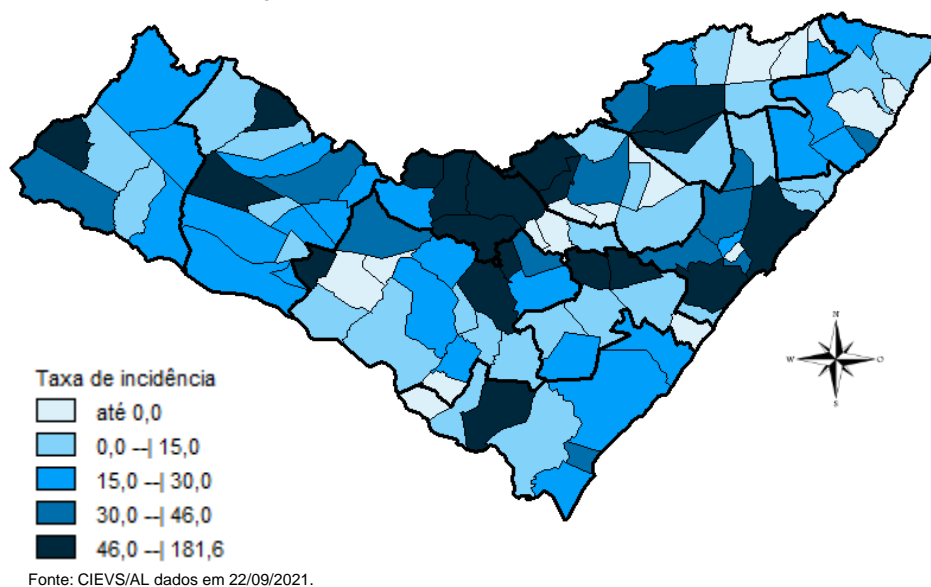 N
W
O
S
Taxa de incidência
até 0,0
0,0 --| 15,0
15,0 --| 30,0
30,0 --| 46,0
46,0 --| 181,6
Fonte: CIEVS/AL dados em 22/09/2021.